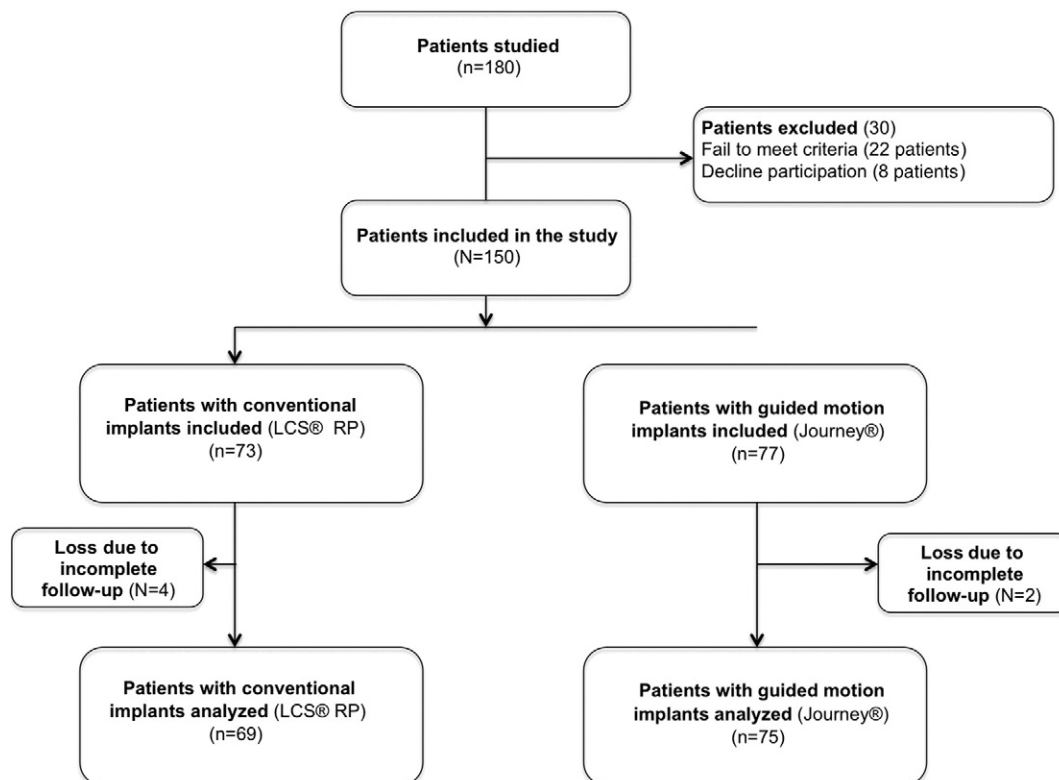 Patients studied
(n=180)
Patients excluded (30)
Fail to meet criteria (22 patients)
Decline participation (8 patients)
Patients included in the study
(N=150)
Patients with conventional
implants included (LCS® RP)
(n=73)
Patients with guided motion
implants included (Journey®)
(n=77)
Loss due to
incomplete
follow-up (N=4)
Loss due to
incomplete
follow-up (N=2)
Patients with conventional
implants analyzed (LCS® RP)
(n=69)
Patients with guided motion
implants analyzed (Journey®)
(n=75)